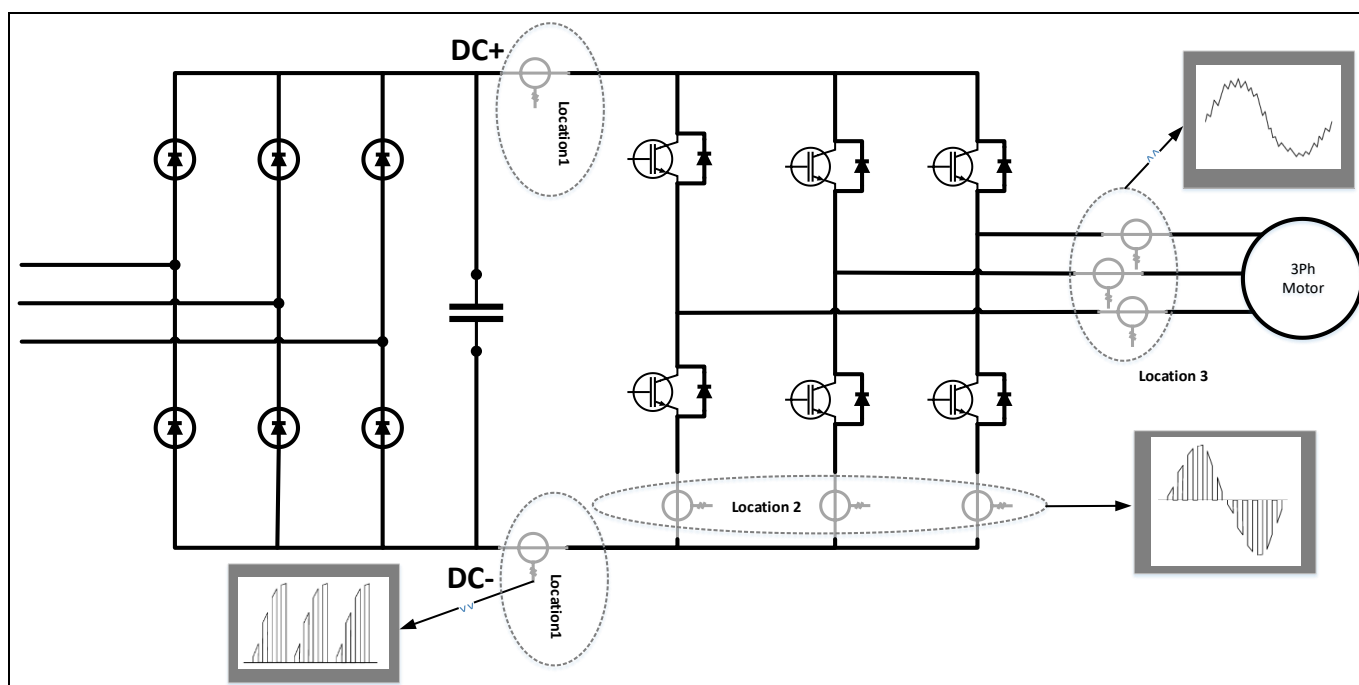 DC+
Location1
3Ph
Motor
Location 3
Location 2
DC-
Location1